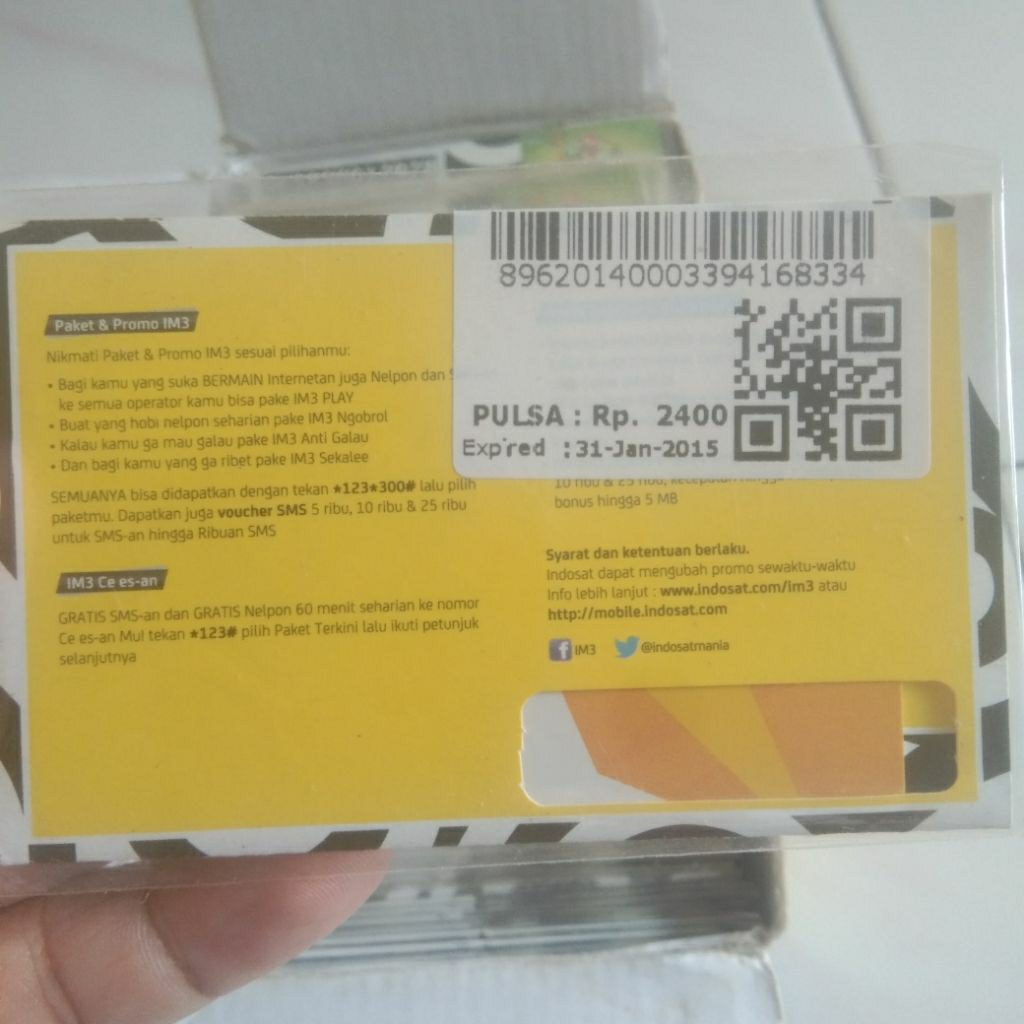 89620140003394168334
PULSA : Rp. 2400
Expired : 31-Jan-2015
Paket & Promo IM3
Nikmati Paket & Promo IM3 sesuai pilihanmu:
• Bagi kamu yang suka BERMAIN Internetan juga Nelpon dan
ke semua operator kamu bisa pake IM3 PLAY
• Buat yang hobi nelpon seharian pake IM3 Ngobrol
• Kalau kamu ga mau galau pake IM3 Anti Galau
• Dan bagi kamu yang ga ribet pake IM3 Sekalee
SEMUANYA bisa didapatkan dengan tekan *123*300# lalu pilih
paketmu. Dapatkan juga voucher SMS 5 ribu, 10 ribu & 25 ribu
untuk SMS-an hingga Ribuan SMS
IM3 Ce es-an
GRATIS SMS-an dan GRATIS Nelpon 60 menit seharian ke nomor
Ce es-an Mu! tekan *123# pilih Paket Terkini lalu ikuti petunjuk
selanjutnya
10 ribu & 25 ribu, kecepatan hingga
bonus hingga 5 MB
Syarat dan ketentuan berlaku.
Indosat dapat mengubah promo sewaktu-waktu
Info lebih lanjut : www.indosat.com/im3 atau
http://mobile.indosat.com
f IM3 @indosatmania